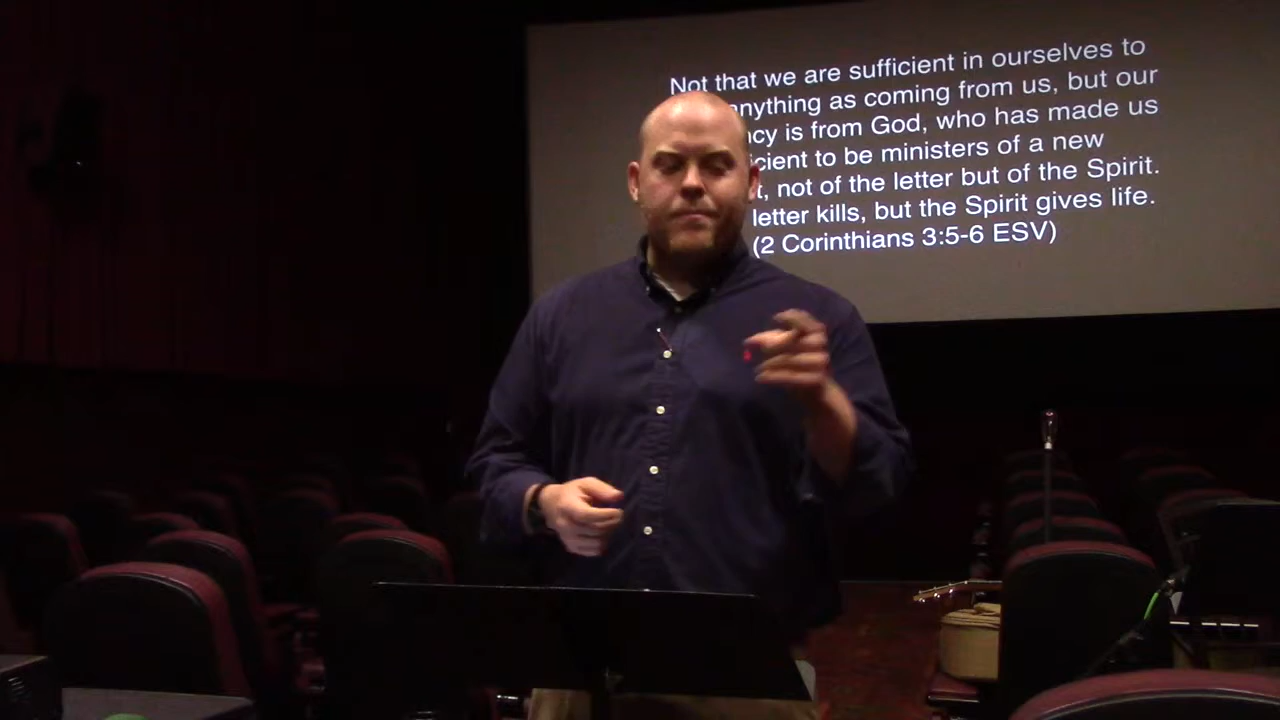 Not that we are sufficient in ourselves to
anything as coming from us, but our
is from God, who has made us
to be ministers of a new
not of the letter but of the Spirit.
letter kills, but the Spirit gives life.
(2 Corinthians 3:5-6 ESV)